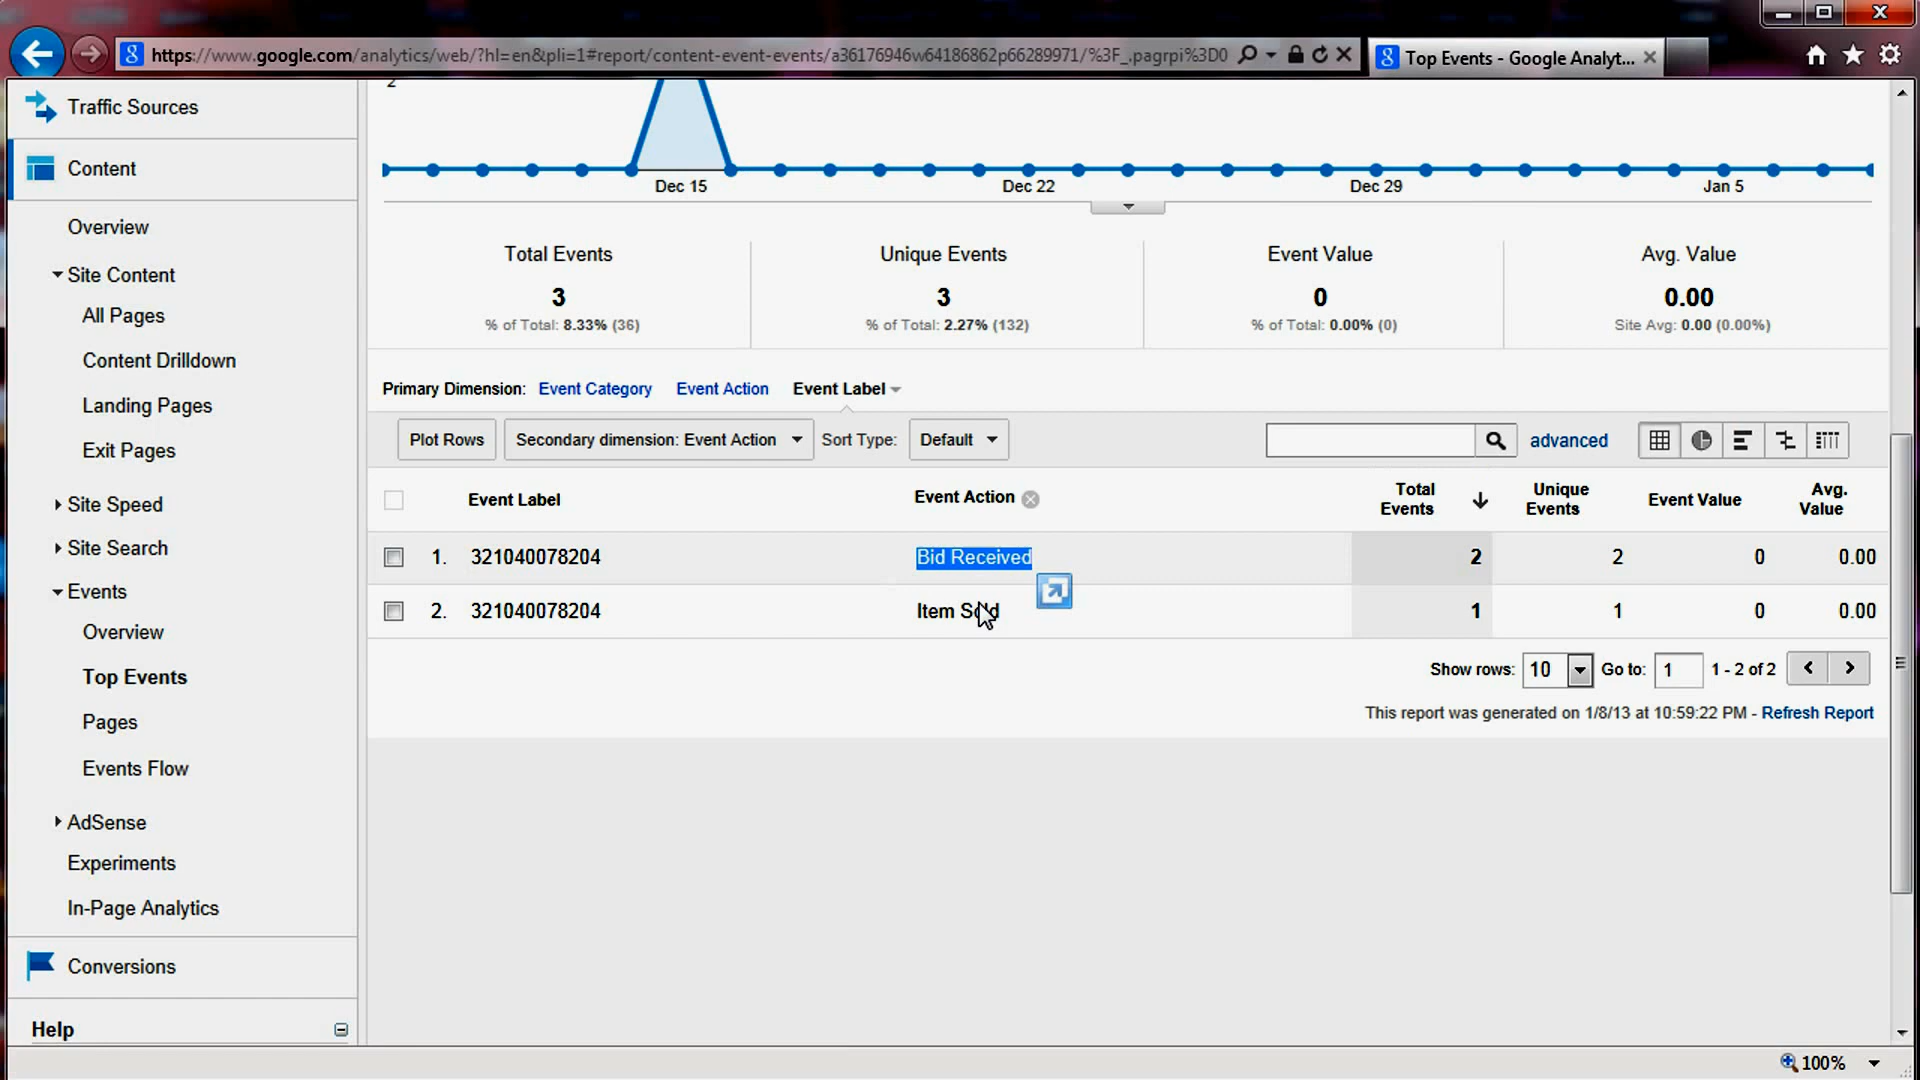 https://www.google.com/analytics/web/?hl=en&pli=1#report/content-event-events/a36176946w64186862p66289971/%3F_.pagrpi%3D0
Top Events - Google Analyt...
Traffic Sources
Content
Overview
Site Content
All Pages
Content Drilldown
Landing Pages
Exit Pages
Site Speed
Site Search
Events
Overview
Top Events
Pages
Events Flow
AdSense
Experiments
In-Page Analytics
Conversions
Help
2
Dec 15 Dec 22 Dec 29 Jan 5
Total Events Unique Events Event Value Avg. Value
3 3 0 0.00
% of Total: 8.33% (36) % of Total: 2.27% (132) % of Total: 0.00% (0) Site Avg: 0.00 (0.00%)
Primary Dimension: Event Category Event Action Event Label
Plot Rows Secondary dimension: Event Action Sort Type: Default advanced
Event Label Event Action Total Events Unique Events Event Value Avg. Value
1. 321040078204 Bid Received 2 2 0 0.00
2. 321040078204 Item Sold 1 1 0 0.00
Show rows: 10 Go to: 1 1 - 2 of 2
This report was generated on 1/8/13 at 10:59:22 PM - Refresh Report
100%